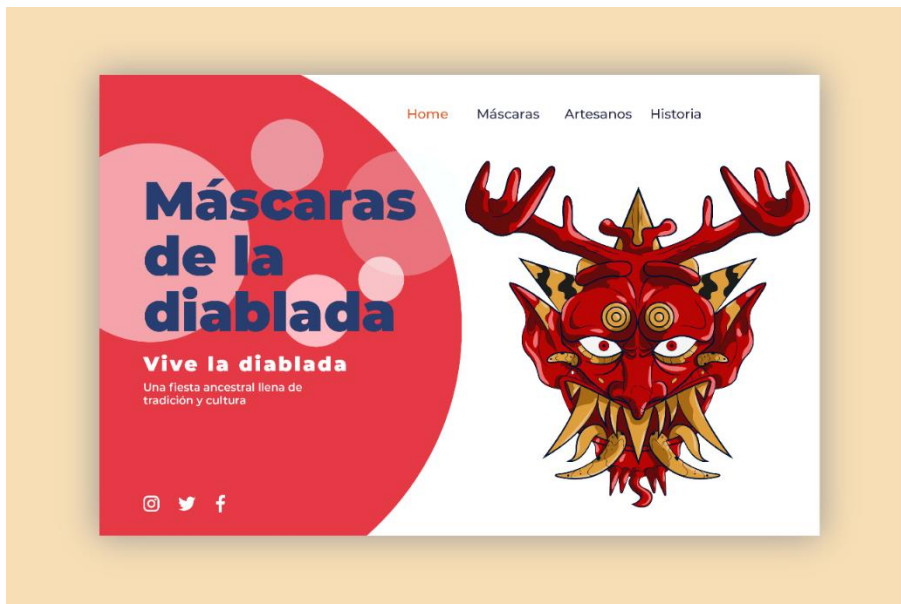 Home Máscaras Artesanos Historia
Máscaras
de la
diablada
Vive la diablada
Una fiesta ancestral llena de
tradición y cultura